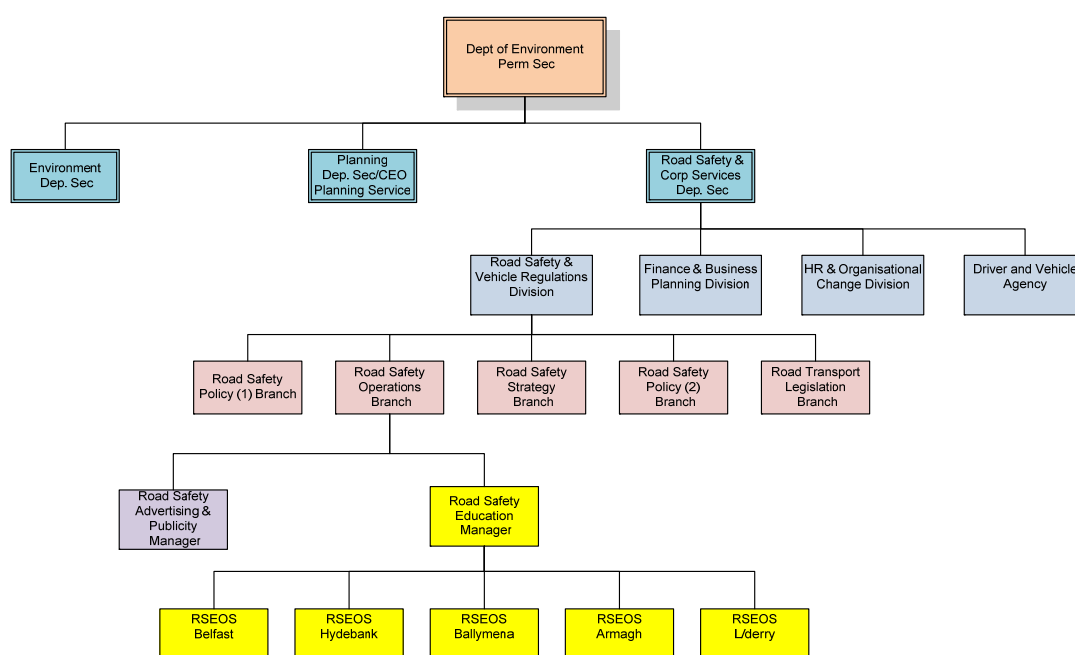 Dept of Environment
Perm Sec
Environment
Dep. Sec
Planning
Dep. Sec/CEO
Planning Service
Road Safety &
Corp Services
Dep. Sec
Road Safety &
Vehicle Regulations
Division
Finance & Business
Planning Division
HR & Organisational
Change Division
Driver and Vehicle
Agency
Road Safety
Policy (1) Branch
Road Safety
Operations
Branch
Road Safety
Strategy
Branch
Road Safety
Policy (2)
Branch
Road Transport
Legislation
Branch
Road Safety
Advertising &
Publicity
Manager
Road Safety
Education
Manager
RSEOS
Belfast
RSEOS
Hydebank
RSEOS
Ballymena
RSEOS
Armagh
RSEOS
L/derry